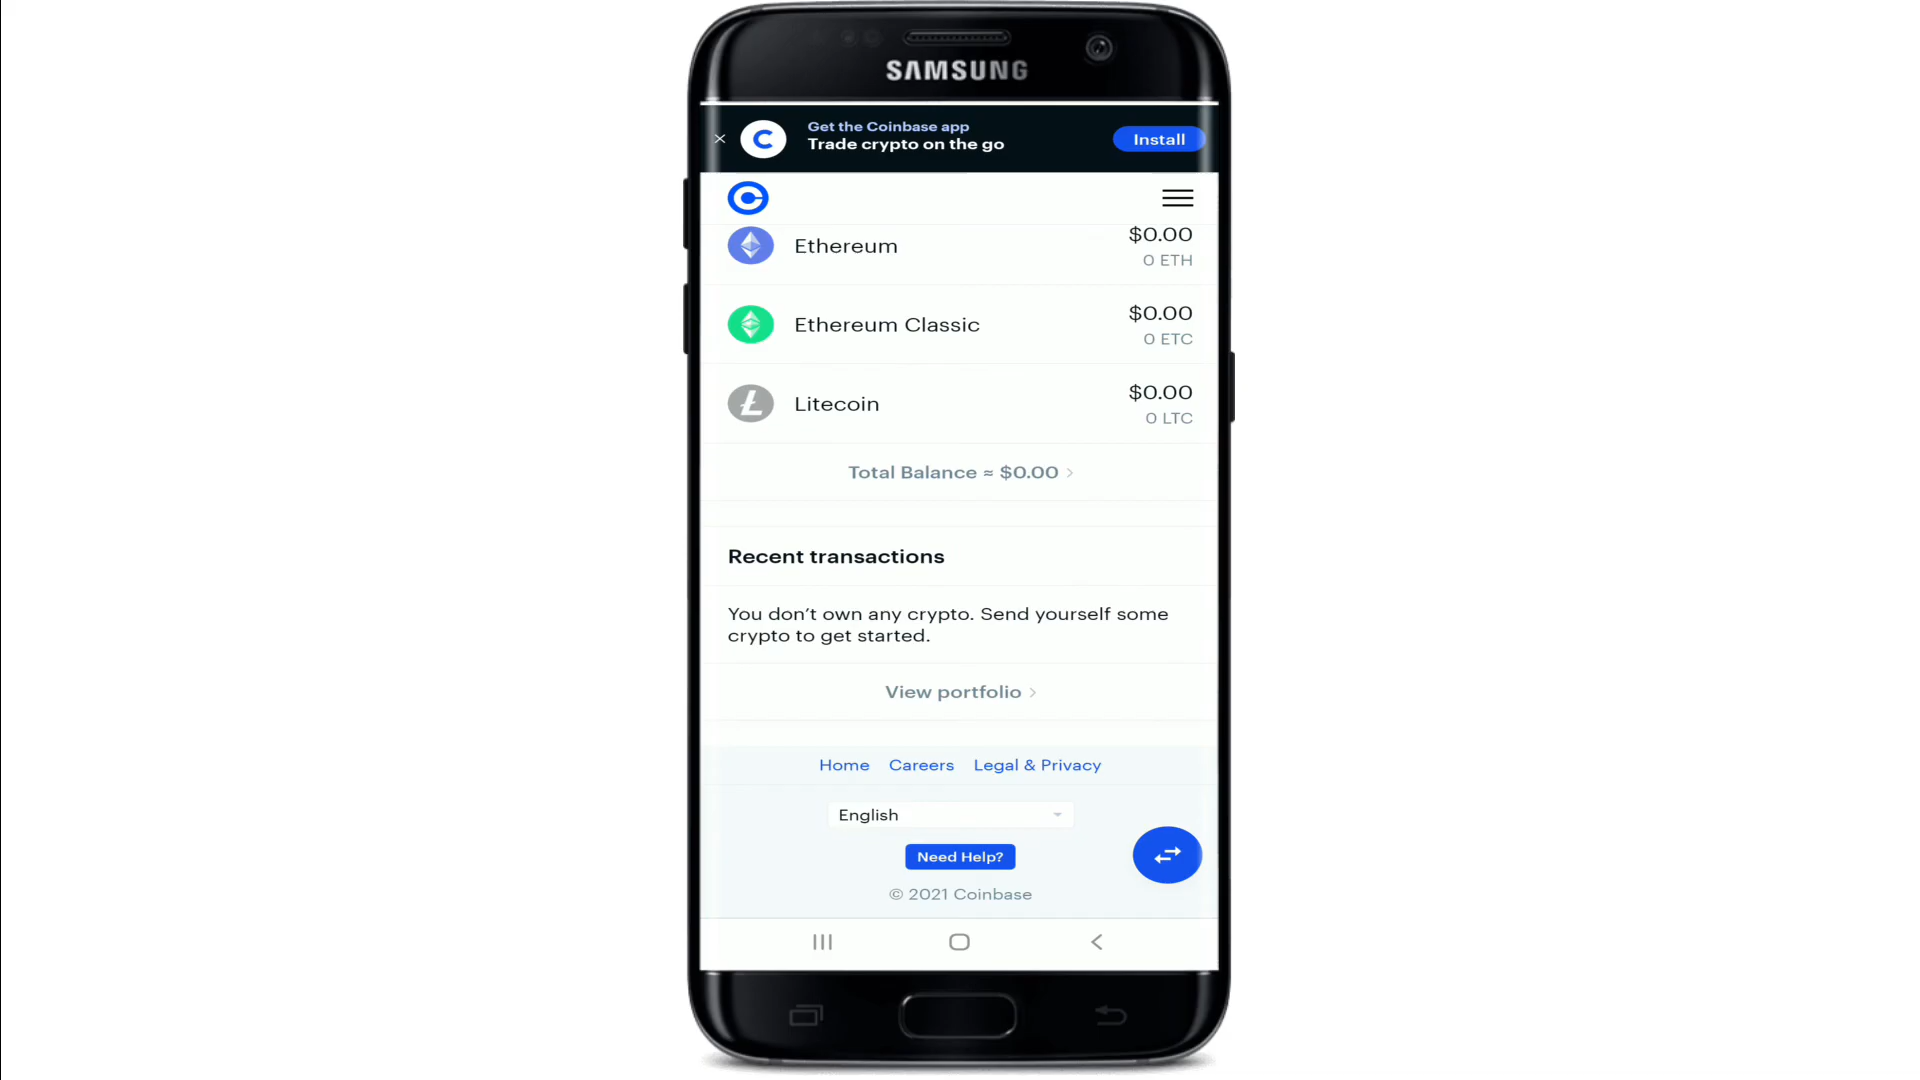 SAMSUNG
Get the Coinbase app
Trade crypto on the go
Install
Ethereum
$0.00
0 ETH
Ethereum Classic
$0.00
0 ETC
Litecoin
$0.00
0 LTC
Total Balance ≈ $0.00
Recent transactions
You don’t own any crypto. Send yourself some
crypto to get started.
View portfolio
Home Careers Legal & Privacy
English
Need Help?
© 2021 Coinbase